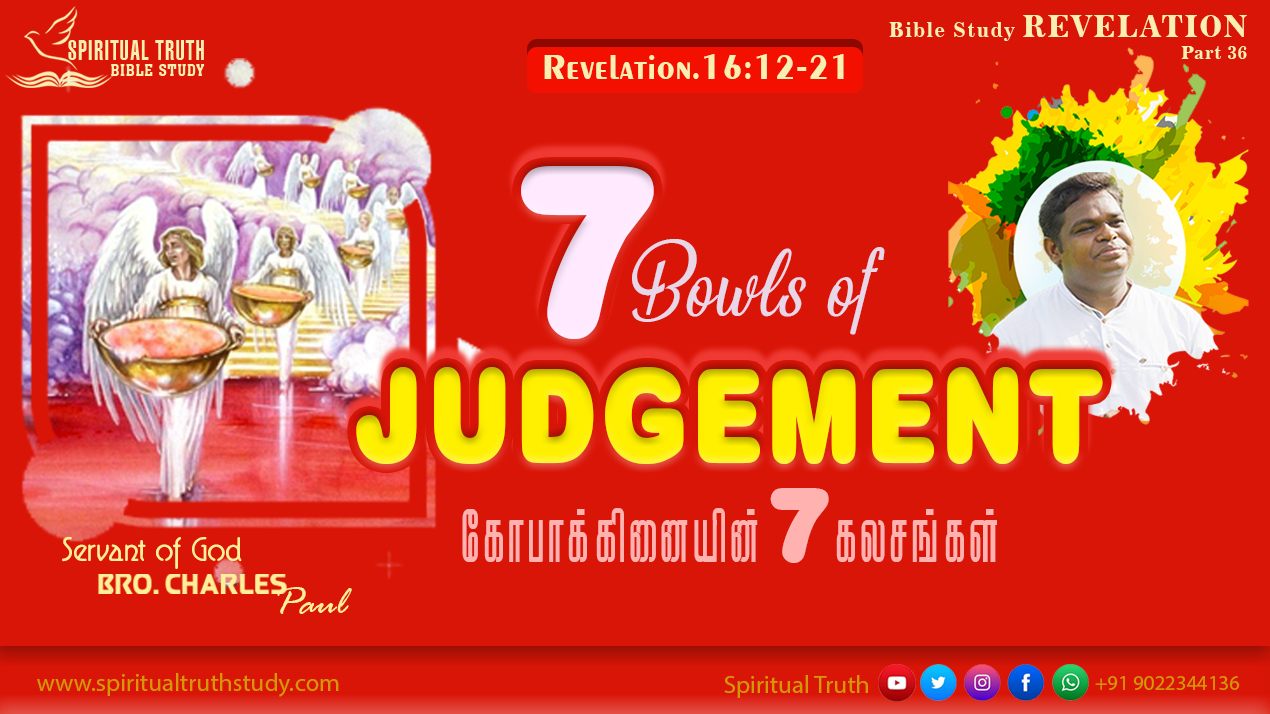 SPIRITUAL TRUTH
BIBLE STUDY
Bible Study REVELATION
Part 36
Revelation.16:12-21
7 Bowls of
JUDGEMENT
கோபாக்கினையின் 7 கலசங்கள்
Servant of God
BRO. CHARLES
Paul
www.spiritualtruthstudy.com
Spiritual Truth
+91 9022344136